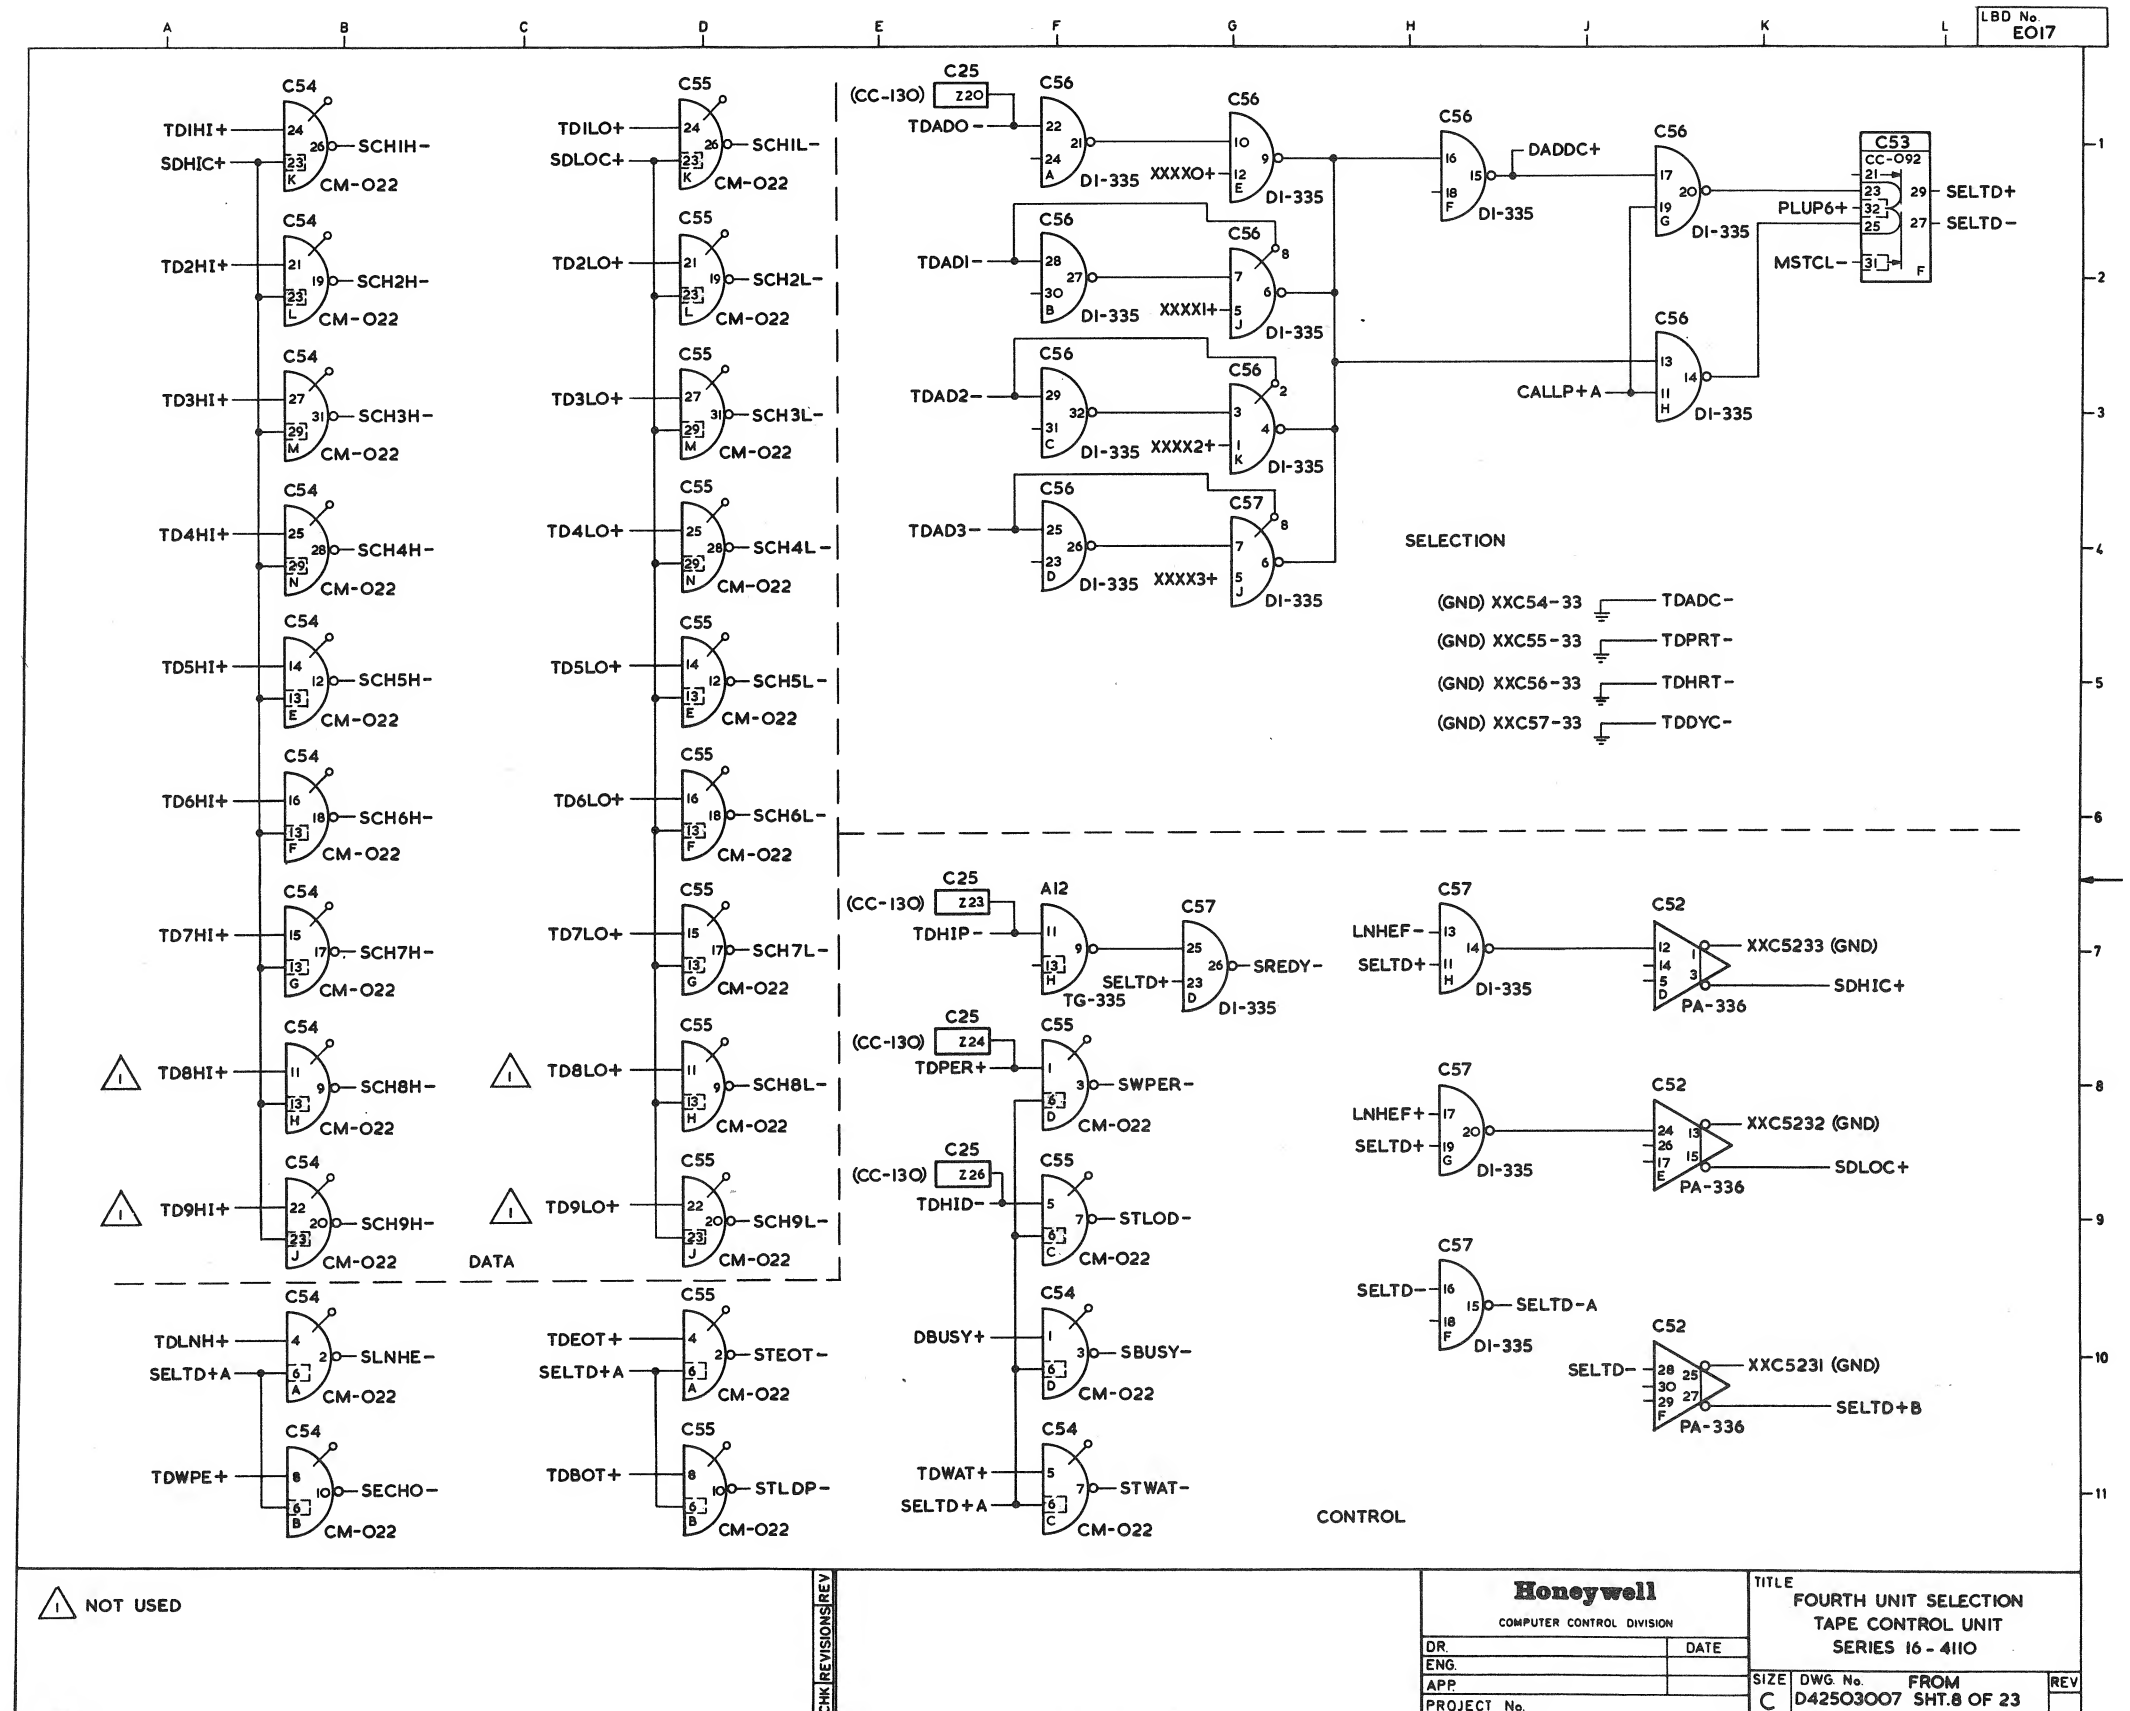 A B C D E F G H J K L
LBD No.
E017
1
2
3
4
5
6
7
8
9
10
11
C54
TD1HI+ 24
26 SCH1H-
SDHIC+ 23
K CM-022
C54
TD2HI+ 21
19 SCH2H-
23
L CM-022
C54
TD3HI+ 27
31 SCH3H-
29
M CM-022
C54
TD4HI+ 25
28 SCH4H-
29
N CM-022
C54
TD5HI+ 14
12 SCH5H-
13
E CM-022
C54
TD6HI+ 16
18 SCH6H-
13
F CM-022
C54
TD7HI+ 15
17 SCH7H-
13
G CM-022
C54
1 TD8HI+ 11
9 SCH8H-
13
H CM-022
C54
1 TD9HI+ 22
20 SCH9H-
23
J CM-022
C55
TD1LO+ 24
26 SCH1L-
SDLOC+ 23
K CM-022
C55
TD2LO+ 21
19 SCH2L-
23
L CM-022
C55
TD3LO+ 27
31 SCH3L-
29
M CM-022
C55
TD4LO+ 25
28 SCH4L-
29
N CM-022
C55
TD5LO+ 14
12 SCH5L-
13
E CM-022
C55
TD6LO+ 16
18 SCH6L-
13
F CM-022
C55
TD7LO+ 15
17 SCH7L-
13
G CM-022
C55
1 TD8LO+ 11
9 SCH8L-
13
H CM-022
C55
1 TD9LO+ 22
20 SCH9L-
23
J CM-022
DATA
C54
TDLNH+ 4
2 SLNHE-
SELTD+A 6
A CM-022
C54
TDWPE+ 8
10 SECHO-
6
B CM-022
C55
TDEOT+ 4
2 STEOT-
SELTD+A 6
A CM-022
C55
TDBOT+ 8
10 STLDP-
6
B CM-022
C25
(CC-130) Z20
C56
TDAD0- 22
21
24
A DI-335
C56
10
9
XXXX0+ 12
E DI-335
C56
TDAD1- 28
27
30
B DI-335
C56
8
7
6
XXXX1+ 5
J DI-335
C56
TDAD2- 29
32
31
C DI-335
C56
2
3
4
XXXX2+ 1
K DI-335
C56
TDAD3- 25
26
23
D DI-335
C57
8
7
6
XXXX3+ 5
J DI-335
C56
16
15 DADDC+
18
F DI-335
C56
17
20
19
G DI-335
C56
13
14
CALLP+A 11
H DI-335
C53
CC-092
21
23 29 SELTD+
PLUP6+ 32
25 27 SELTD-
MSTCL- 31
F
SELECTION
(GND) XXC54-33 TDADC-
(GND) XXC55-33 TDPRT-
(GND) XXC56-33 TDHRT-
(GND) XXC57-33 TDDYC-
C25
(CC-130) Z23
A12
TDHIP- 11
9
13
H TG-335
C57
25
26 SREDY-
SELTD+ 23
D DI-335
C25
(CC-130) Z24
C55
TDPER+ 1
3 SWPER-
6
D CM-022
C25
(CC-130) Z26
C55
TDHID- 5
7 STLOD-
6
C CM-022
C54
DBUSY+ 1
3 SBUSY-
6
D CM-022
C54
TDWAT+ 5
7 STWAT-
SELTD+A 6
C CM-022
C57
LNHEF- 13
14
SELTD+ 11
H DI-335
C52
12 1 XXC5233 (GND)
14
5 3 SDHIC+
D PA-336
C57
LNHEF+ 17
20
SELTD+ 19
G DI-335
C52
24 13 XXC5232 (GND)
26
17 15 SDLOC+
E PA-336
C57
SELTD- 16
15 SELTD-A
18
F DI-335
C52
SELTD- 28 25 XXC5231 (GND)
30
29 27 SELTD+B
F PA-336
CONTROL
1 NOT USED
CHK REVISIONS REV
Honeywell
COMPUTER CONTROL DIVISION
DR. DATE
ENG.
APP.
PROJECT No.
TITLE
FOURTH UNIT SELECTION
TAPE CONTROL UNIT
SERIES 16-4110
SIZE DWG. No. FROM REV
C D42503007 SHT.8 OF 23